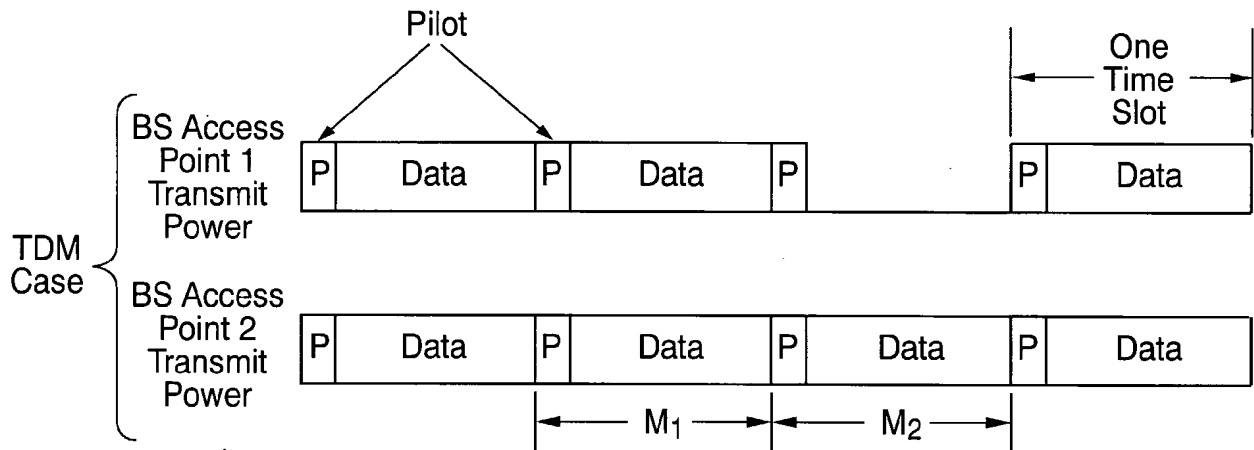 Pilot
One
Time
Slot
BS Access
Point 1
Transmit
Power
P Data P Data P P Data
TDM
Case
BS Access
Point 2
Transmit
Power
P Data P Data P Data P Data
M1 M2